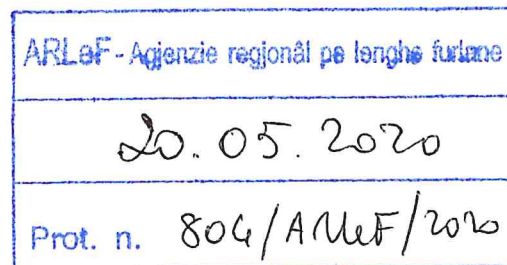 ARLeF - Agjenzie regjonâl pe lenghe furlane
20.05.2020
Prot. n. 804/ARLeF/2020